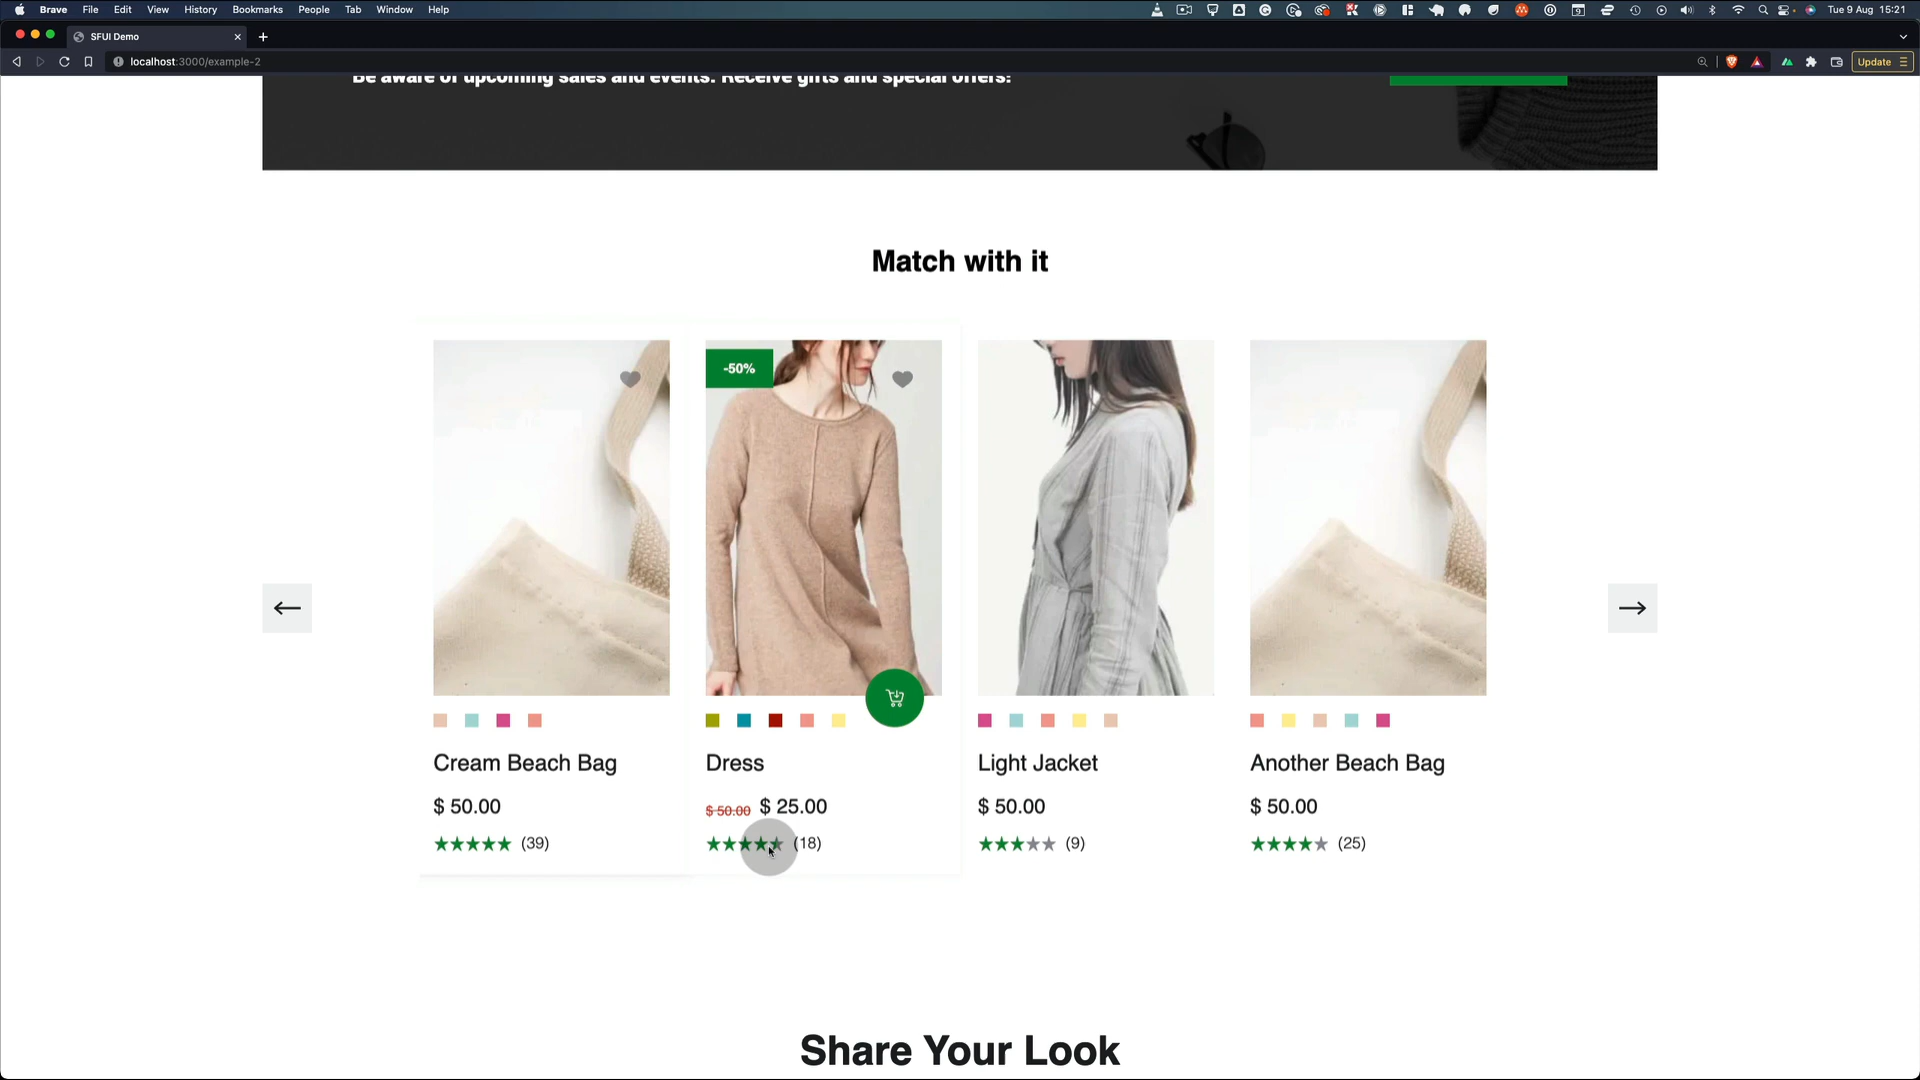 Brave File Edit View History Bookmarks People Tab Window Help Tue 9 Aug 15:21
SFUI Demo
localhost:3000/example-2 Update
Be aware of upcoming sales and events. Receive gifts and special offers!
Match with it
-50%
Cream Beach Bag Dress Light Jacket Another Beach Bag
$ 50.00 $ 50.00 $ 25.00 $ 50.00 $ 50.00
(39) (18) (9) (25)
Share Your Look